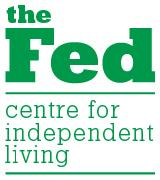 the
Fed
centre for
independent
living